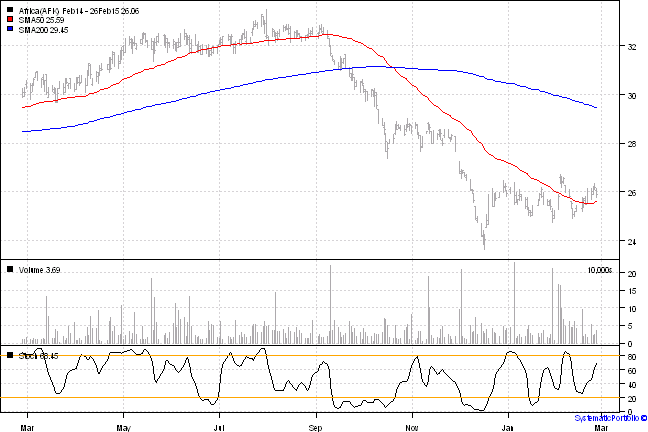 Africa(AFK) Feb14 - 26Feb15 26.06
SMA50 25.59
SMA200 29.45
32
30
28
26
24
Volume 3.69
10,000s
20
15
10
5
0
Stoch 68.45
80
60
40
20
0
Mar May Jul Sep Nov Jan Mar
SystematicPortfolio ©